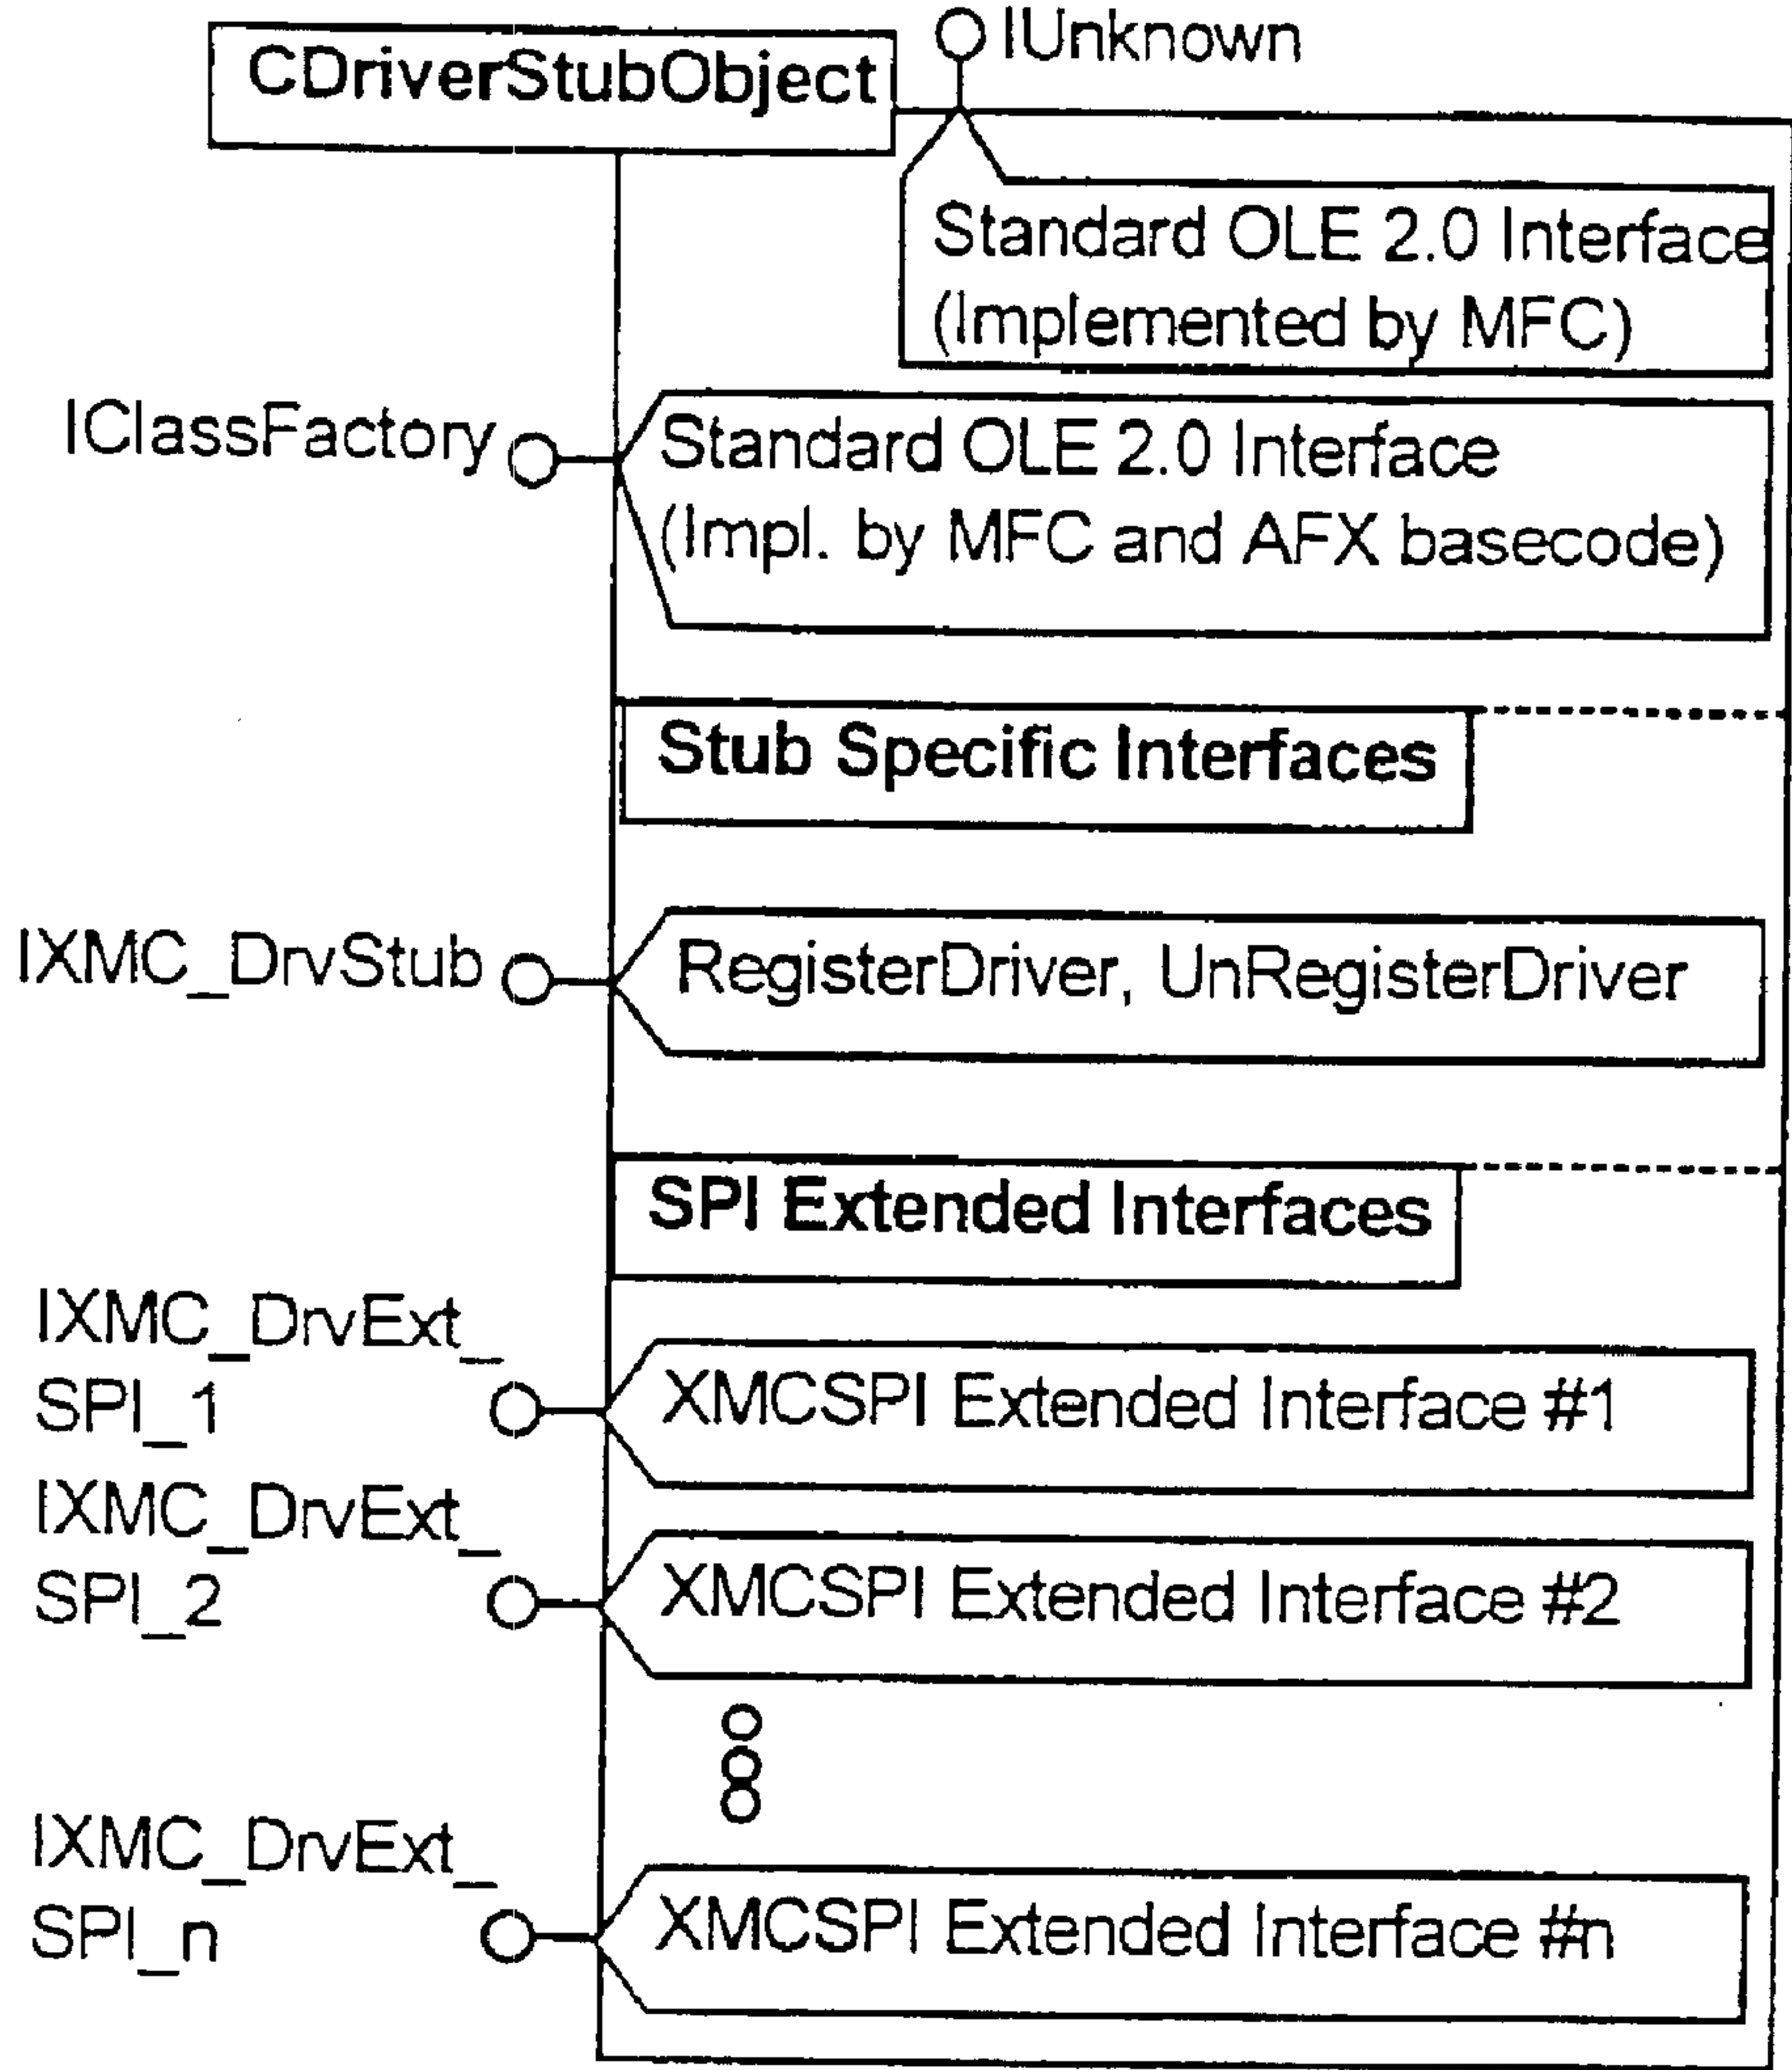 CDriverStubObject
IUnknown
Standard OLE 2.0 Interface
(Implemented by MFC)
IClassFactory
Standard OLE 2.0 Interface
(Impl. by MFC and AFX basecode)
Stub Specific Interfaces
IXMC_DrvStub
RegisterDriver, UnRegisterDriver
SPI Extended Interfaces
IXMC_DrvExt_
SPI_1
XMCSPI Extended Interface #1
IXMC_DrvExt_
SPI_2
XMCSPI Extended Interface #2
IXMC_DrvExt_
SPI_n
XMCSPI Extended Interface #n